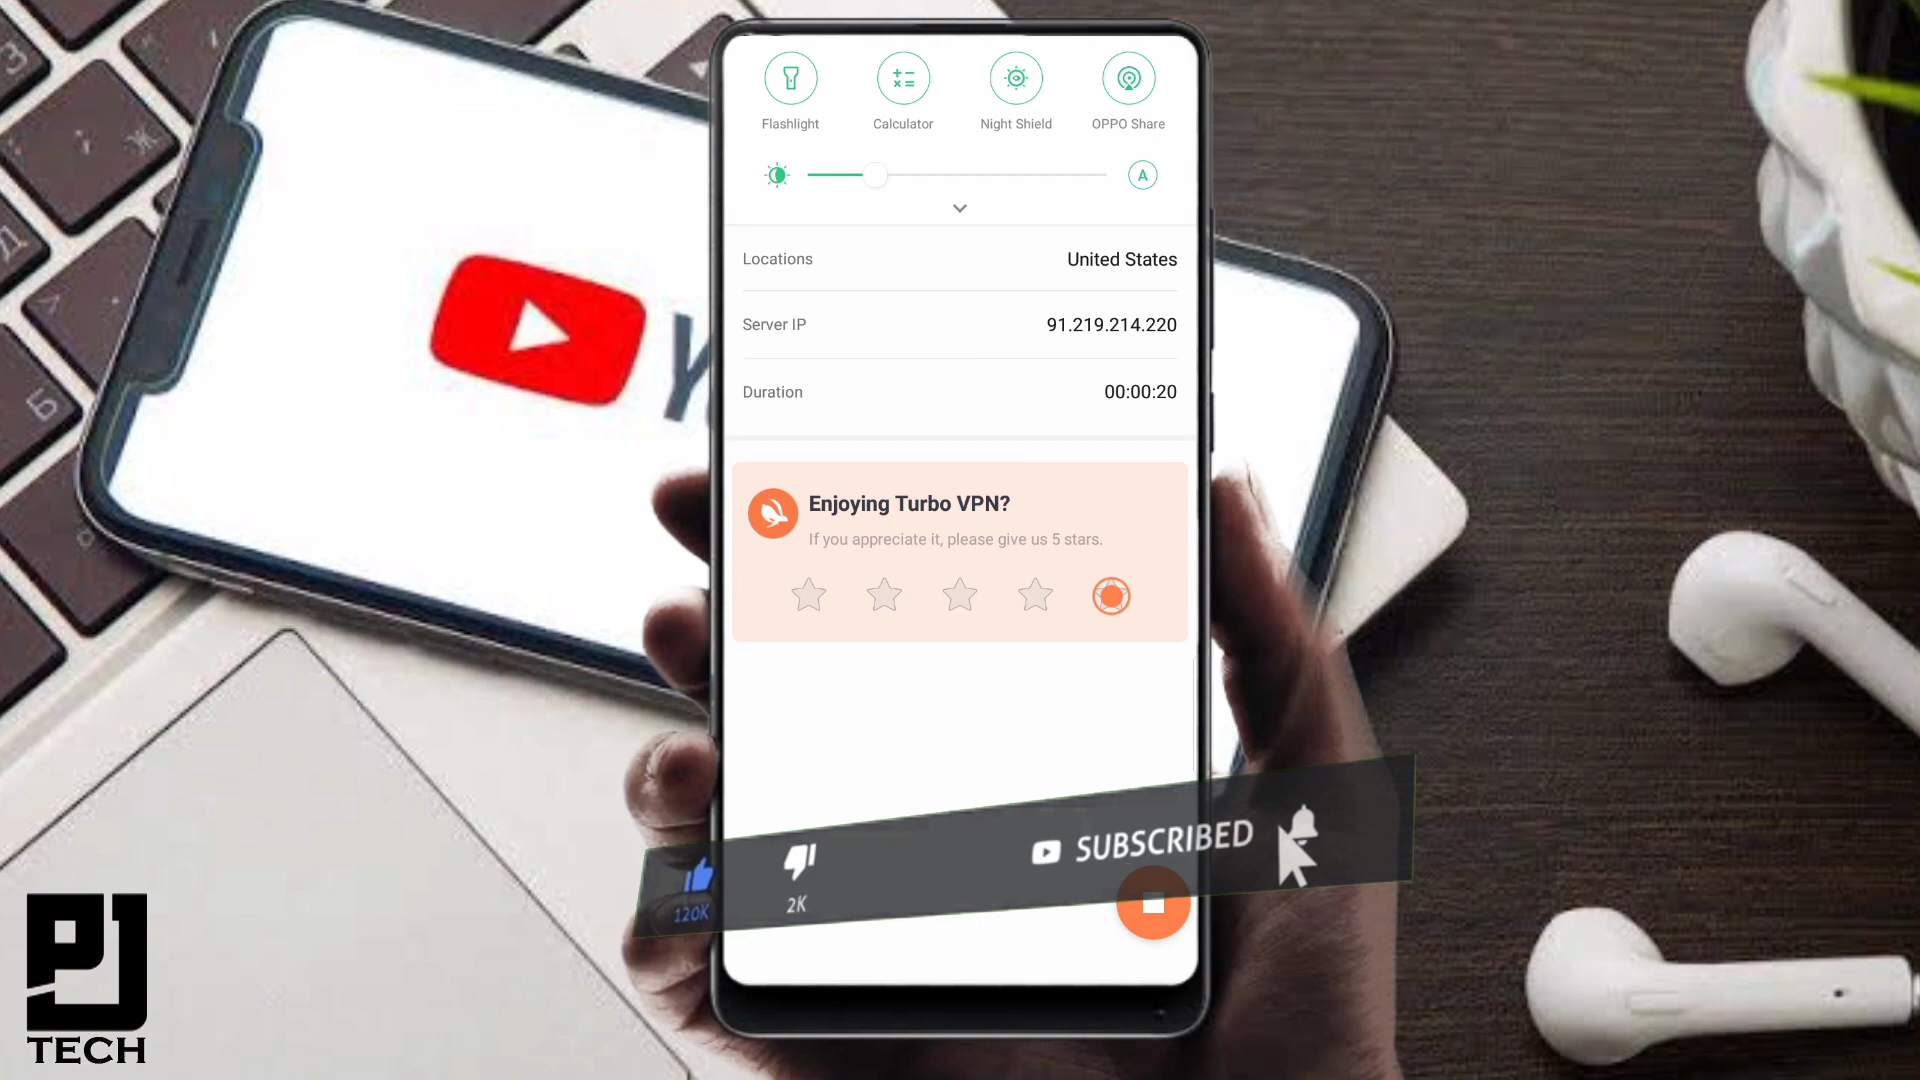 Flashlight
Calculator
Night Shield
OPPO Share
A
Locations
United States
Server IP
91.219.214.220
Duration
00:00:20
Enjoying Turbo VPN?
If you appreciate it, please give us 5 stars.
120K
2K
SUBSCRIBED
PJ
TECH
Y
З
Ж
Д
Б